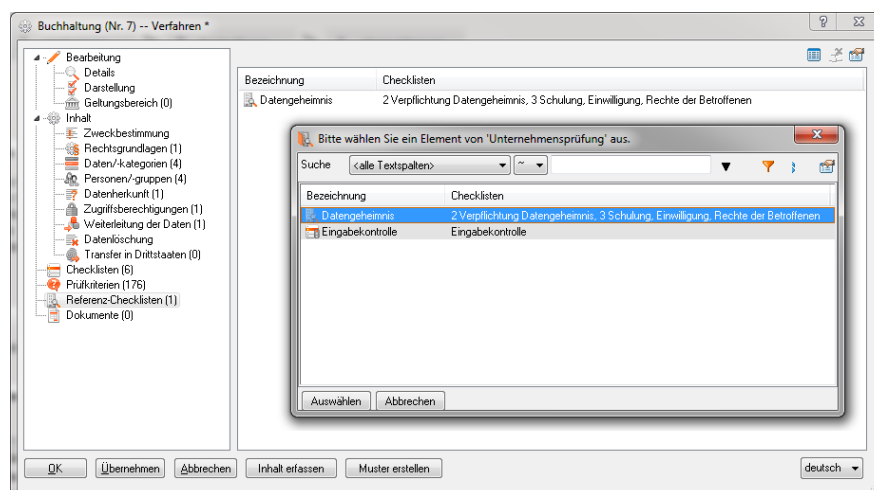 Buchhaltung (Nr. 7) -- Verfahren *
Bearbeitung
Details
Darstellung
Geltungsbereich (0)
Inhalt
Zweckbestimmung
Rechtsgrundlagen (1)
Daten/-kategorien (4)
Personen/-gruppen (4)
Datenherkunft (1)
Zugriffsberechtigungen (1)
Weiterleitung der Daten (1)
Datenlöschung
Transfer in Drittstaaten (0)
Checklisten (6)
Prüfkriterien (176)
Referenz-Checklisten (1)
Dokumente (0)
Bezeichnung Checklisten
Datengeheimnis 2 Verpflichtung Datengeheimnis, 3 Schulung, Einwilligung, Rechte der Betroffenen
Bitte wählen Sie ein Element von 'Unternehmensprüfung' aus.
Suche <alle Textspalten> ~
Bezeichnung Checklisten
Datengeheimnis 2 Verpflichtung Datengeheimnis, 3 Schulung, Einwilligung, Rechte der Betroffenen
Eingabekontrolle Eingabekontrolle
Auswählen Abbrechen
OK Übernehmen Abbrechen Inhalt erfassen Muster erstellen deutsch